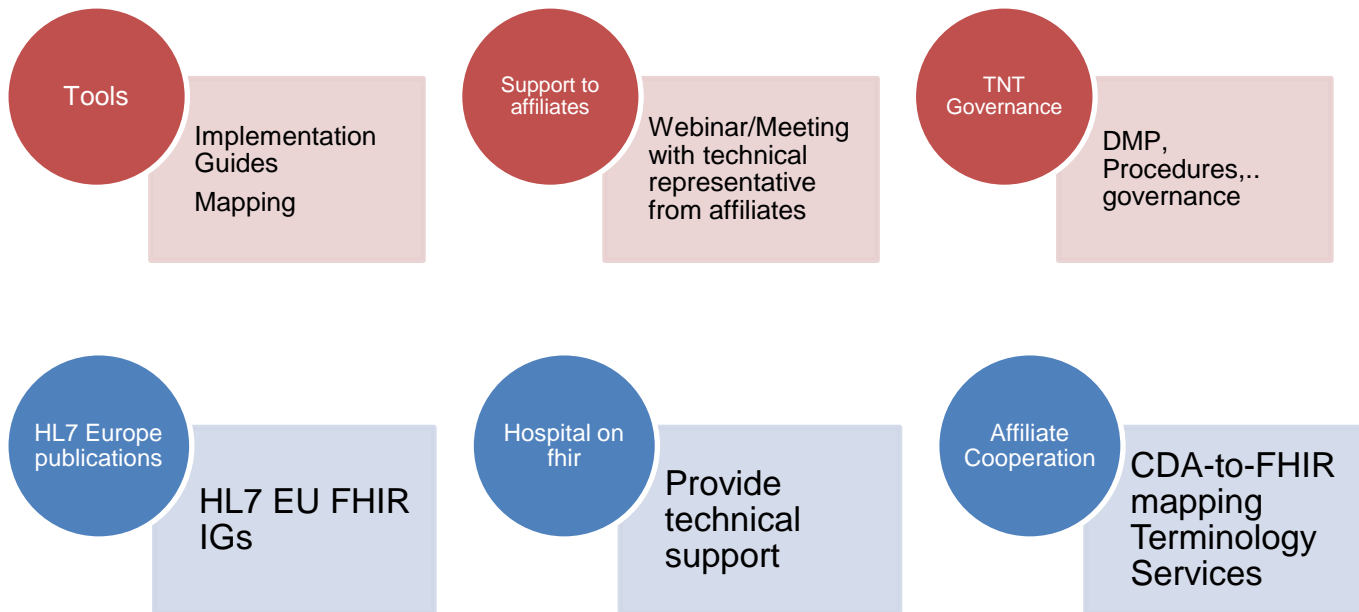 Tools
Implementation
Guides
Mapping
Support to
affiliates
Webinar/Meeting
with technical
representative
from affiliates
TNT
Governance
DMP,
Procedures,..
governance
HL7 Europe
publications
HL7 EU FHIR
IGs
Hospital on
fhir
Provide
technical
support
Affiliate
Cooperation
CDA-to-FHIR
mapping
Terminology
Services